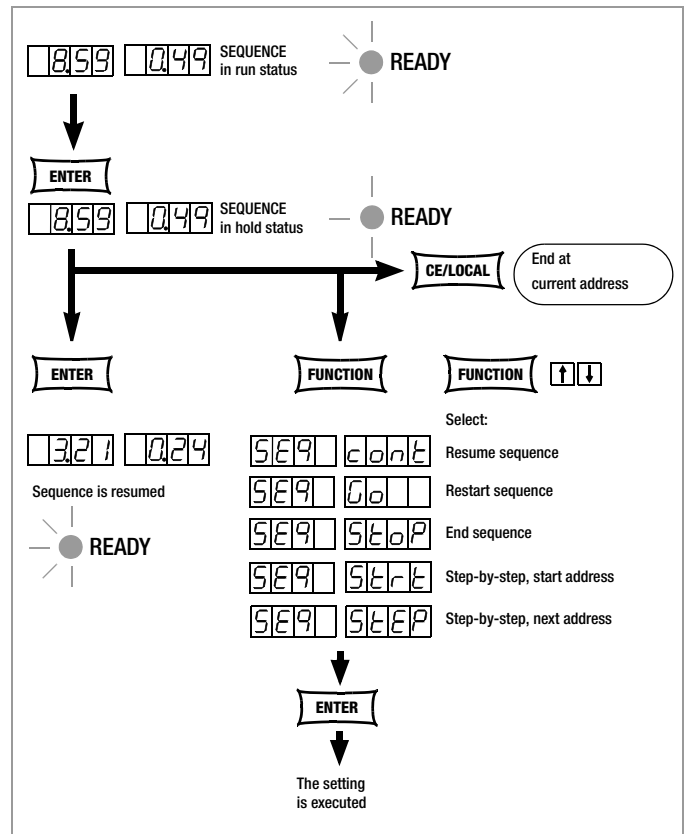 8.59 0.49 SEQUENCE
in run status
READY
ENTER
8.59 0.49 SEQUENCE
in hold status
READY
CE/LOCAL
End at
current address
ENTER
FUNCTION
FUNCTION ↑ ↓
Select:
3.21 0.24
Sequence is resumed
READY
SEq cont Resume sequence
SEq Go Restart sequence
SEq StoP End sequence
SEq Strt Step-by-step, start address
SEq StEP Step-by-step, next address
ENTER
The setting
is executed